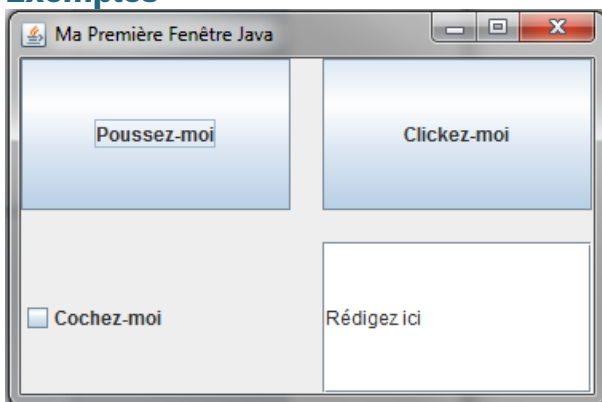 Exemples
Ma Première Fenêtre Java
Poussez-moi
Clickez-moi
Cochez-moi
Rédigez ici